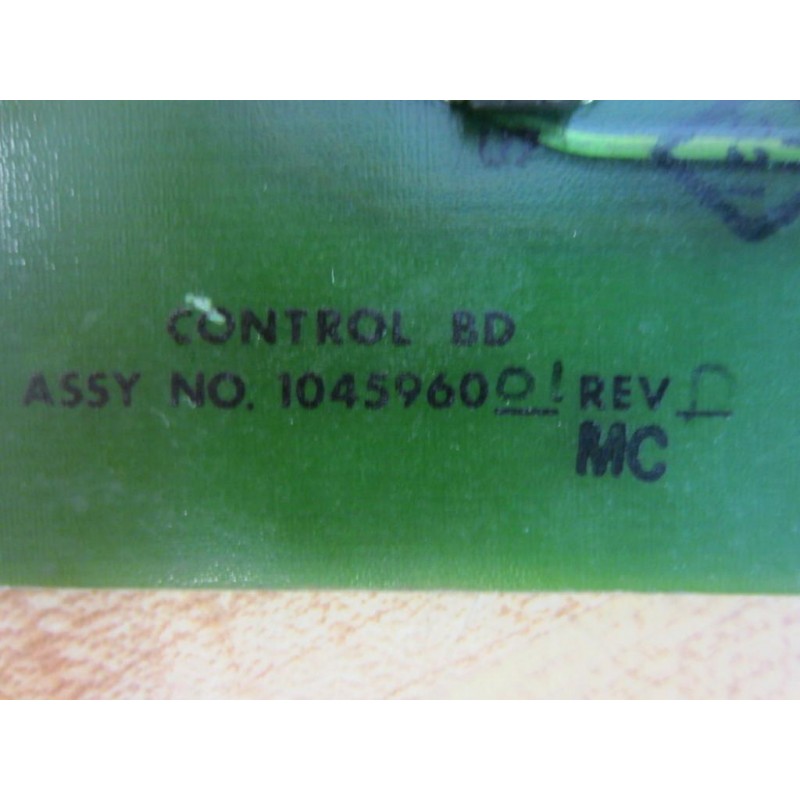 CONTROL BD
ASSY NO. 104596001 REV D
MC